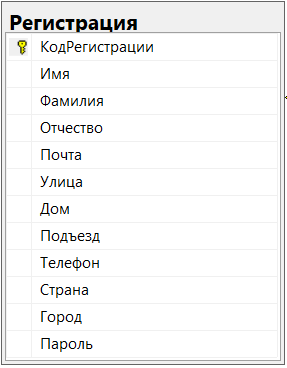 Регистрация
КодРегистрации
Имя
Фамилия
Отчество
Почта
Улица
Дом
Подъезд
Телефон
Страна
Город
Пароль